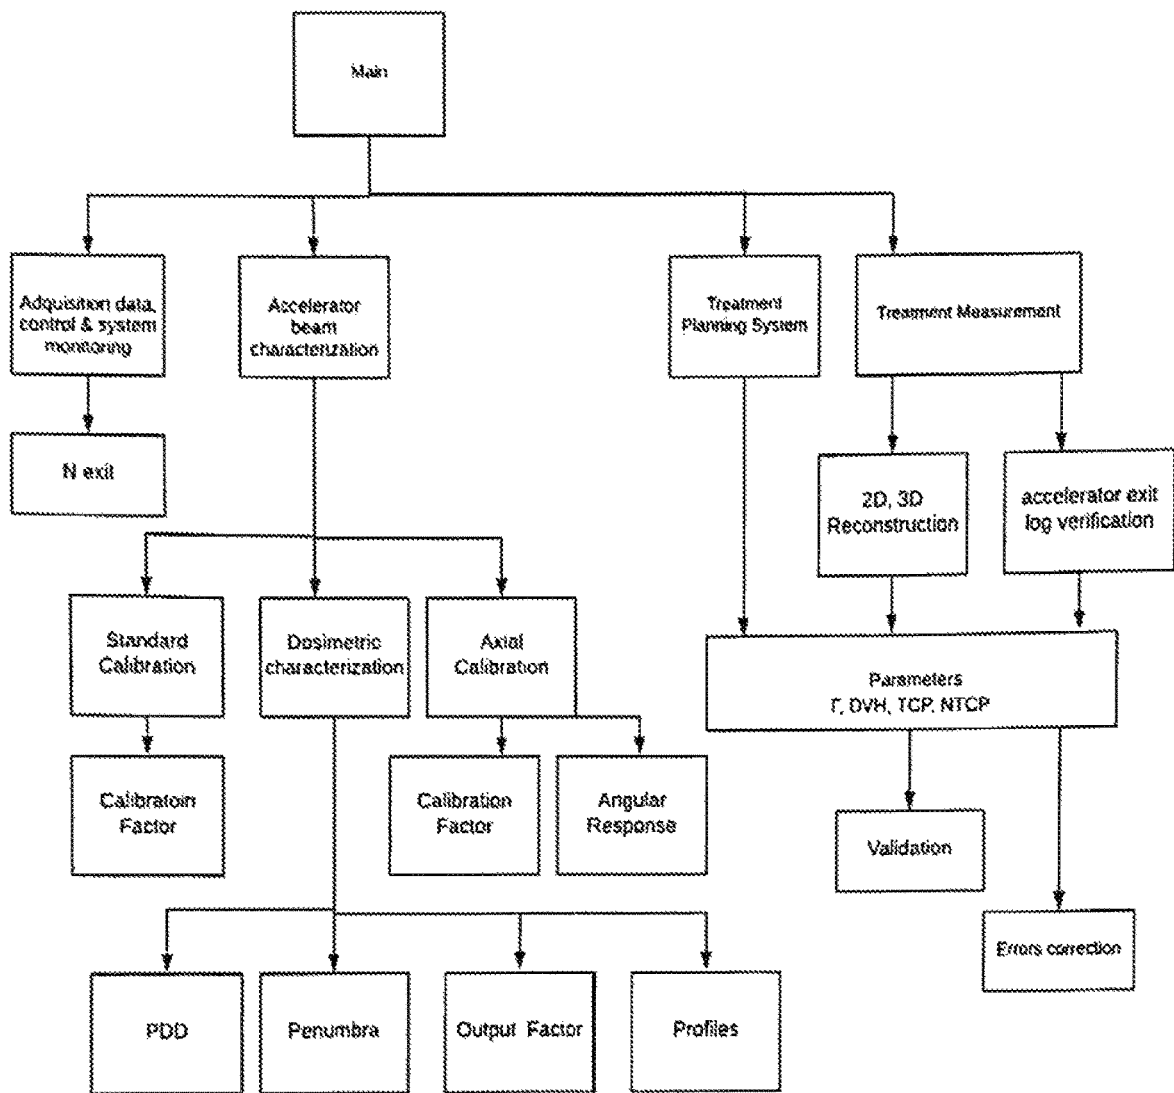 Main
Adquisition data,
control & system
monitoring
Accelerator
beam
characterization
Treatment
Planning System
Treatment Measurement
N exit
2D, 3D
Reconstruction
accelerator exit
log verification
Standard
Calibration
Dosimetric
characterization
Axial
Calibration
Parameters
Γ, DVH, TCP, NTCP
Calibratoin
Factor
Calibration
Factor
Angular
Response
Validation
Errors correction
PDD
Penumbra
Output Factor
Profiles